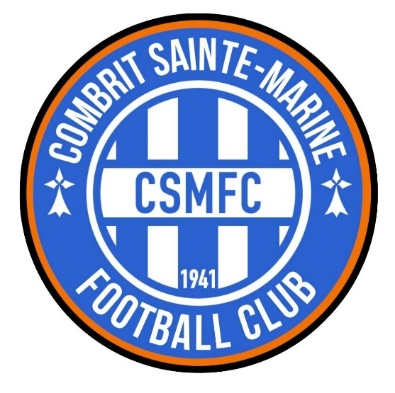 COMBRIT SAINTE-MARINE
CSMFC
1941
FOOTBALL CLUB